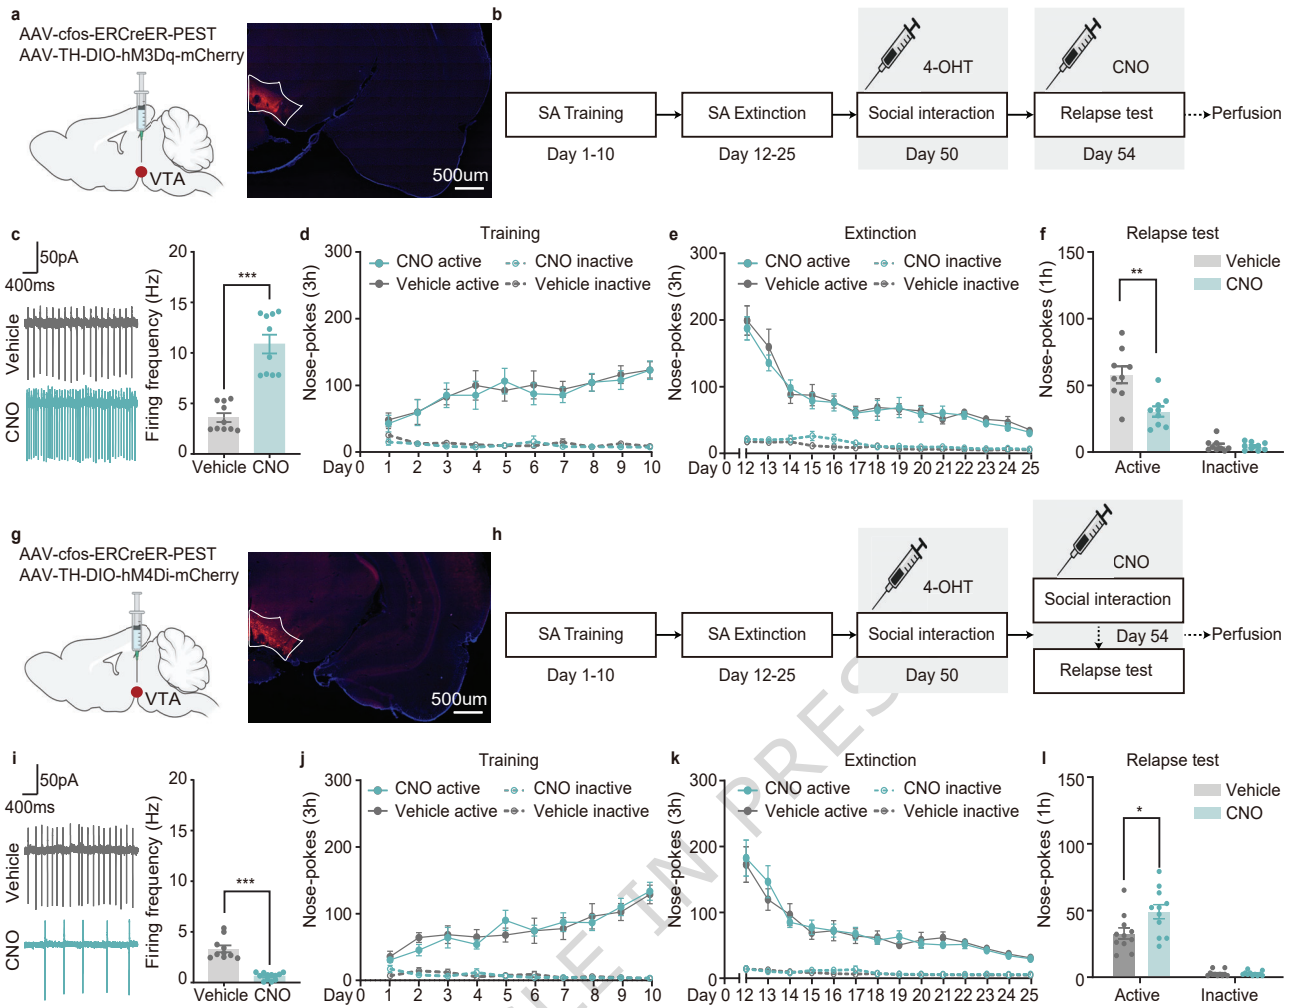 a
AAV-cfos-ERCreER-PEST
AAV-TH-DIO-hM3Dq-mCherry
VTA
500um
b
4-OHT
CNO
SA Training
SA Extinction
Social interaction
Relapse test
Perfusion
Day 1-10
Day 12-25
Day 50
Day 54
c
50pA
400ms
Vehicle
CNO
Firing frequency (Hz)
20
15
10
5
0
***
Vehicle CNO
d
Training
Nose-pokes (3h)
300
200
100
0
CNO active
CNO inactive
Vehicle active
Vehicle inactive
Day 0 1 2 3 4 5 6 7 8 9 10
e
Extinction
Nose-pokes (3h)
300
200
100
0
CNO active
CNO inactive
Vehicle active
Vehicle inactive
Day 0 12 13 14 15 16 17 18 19 20 21 22 23 24 25
f
Relapse test
Nose-pokes (1h)
150
100
50
0
Vehicle
CNO
**
Active
Inactive
g
AAV-cfos-ERCreER-PEST
AAV-TH-DIO-hM4Di-mCherry
VTA
500um
h
4-OHT
CNO
SA Training
SA Extinction
Social interaction
Social interaction
Day 54
Relapse test
Perfusion
Day 1-10
Day 12-25
Day 50
i
50pA
400ms
Vehicle
CNO
Firing frequency (Hz)
20
15
10
5
0
***
Vehicle CNO
j
Training
Nose-pokes (3h)
300
200
100
0
CNO active
CNO inactive
Vehicle active
Vehicle inactive
Day 0 1 2 3 4 5 6 7 8 9 10
k
Extinction
Nose-pokes (3h)
300
200
100
0
CNO active
CNO inactive
Vehicle active
Vehicle inactive
Day 0 12 13 14 15 16 17 18 19 20 21 22 23 24 25
l
Relapse test
Nose-pokes (1h)
150
100
50
0
Vehicle
CNO
*
Active
Inactive
LE IN PRES